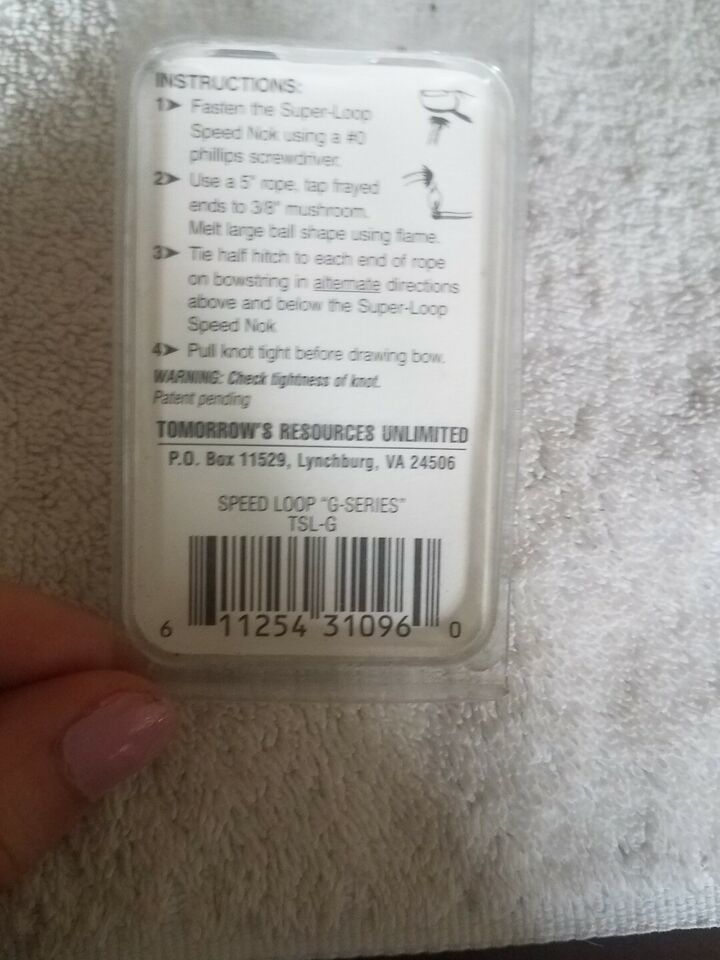 INSTRUCTIONS:
1➤ Fasten the Super-Loop
Speed Nok using a #0
phillips screwdriver.
2➤ Use a 5" rope, tap frayed
ends to 3/8" mushroom.
Melt large ball shape using flame.
3➤ Tie half hitch to each end of rope
on bowstring in alternate directions
above and below the Super-Loop
Speed Nok.
4➤ Pull knot tight before drawing bow.
WARNING: Check tightness of knot.
Patent pending
TOMORROW'S RESOURCES UNLIMITED
P.O. Box 11529, Lynchburg, VA 24506
SPEED LOOP "G-SERIES"
TSL-G
6 11254 31096 0